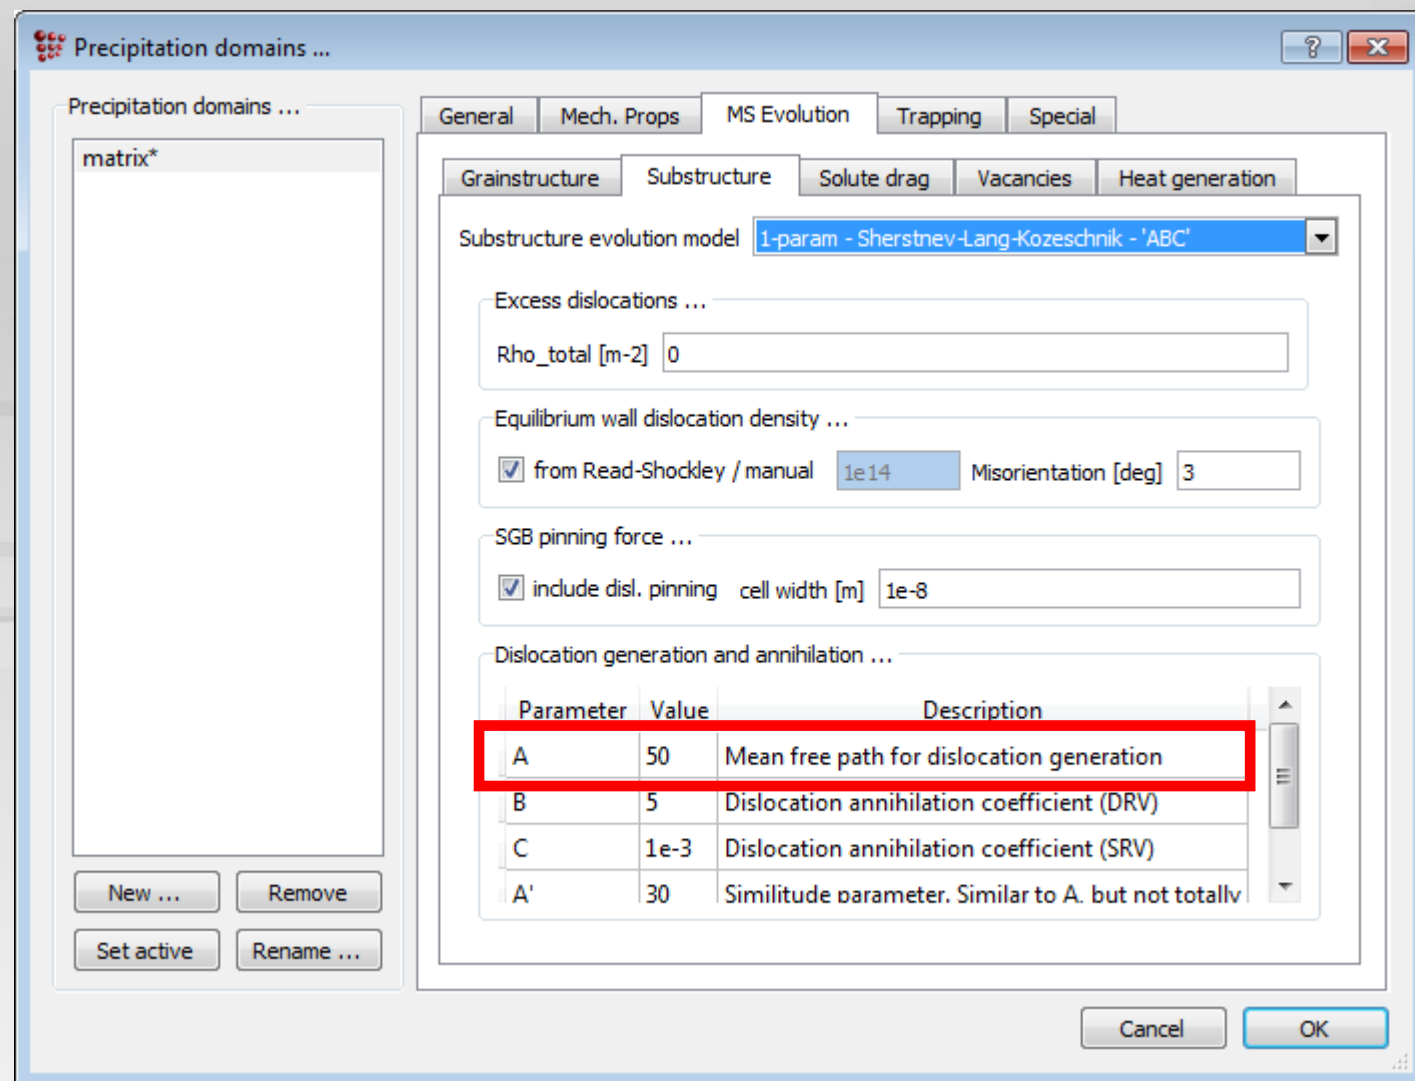 Precipitation domains ...
Precipitation domains ...
matrix*
New ...
Remove
Set active
Rename ...
General
Mech. Props
MS Evolution
Trapping
Special
Grainstructure
Substructure
Solute drag
Vacancies
Heat generation
Substructure evolution model 1-param - Sherstnev-Lang-Kozeschnik - 'ABC'
Excess dislocations ...
Rho_total [m-2] 0
Equilibrium wall dislocation density ...
from Read-Shockley / manual 1e14 Misorientation [deg] 3
SGB pinning force ...
include disl. pinning cell width [m] 1e-8
Dislocation generation and annihilation ...
Parameter Value Description
A 50 Mean free path for dislocation generation
B 5 Dislocation annihilation coefficient (DRV)
C 1e-3 Dislocation annihilation coefficient (SRV)
A' 30 Similitude parameter. Similar to A, but not totally
Cancel
OK